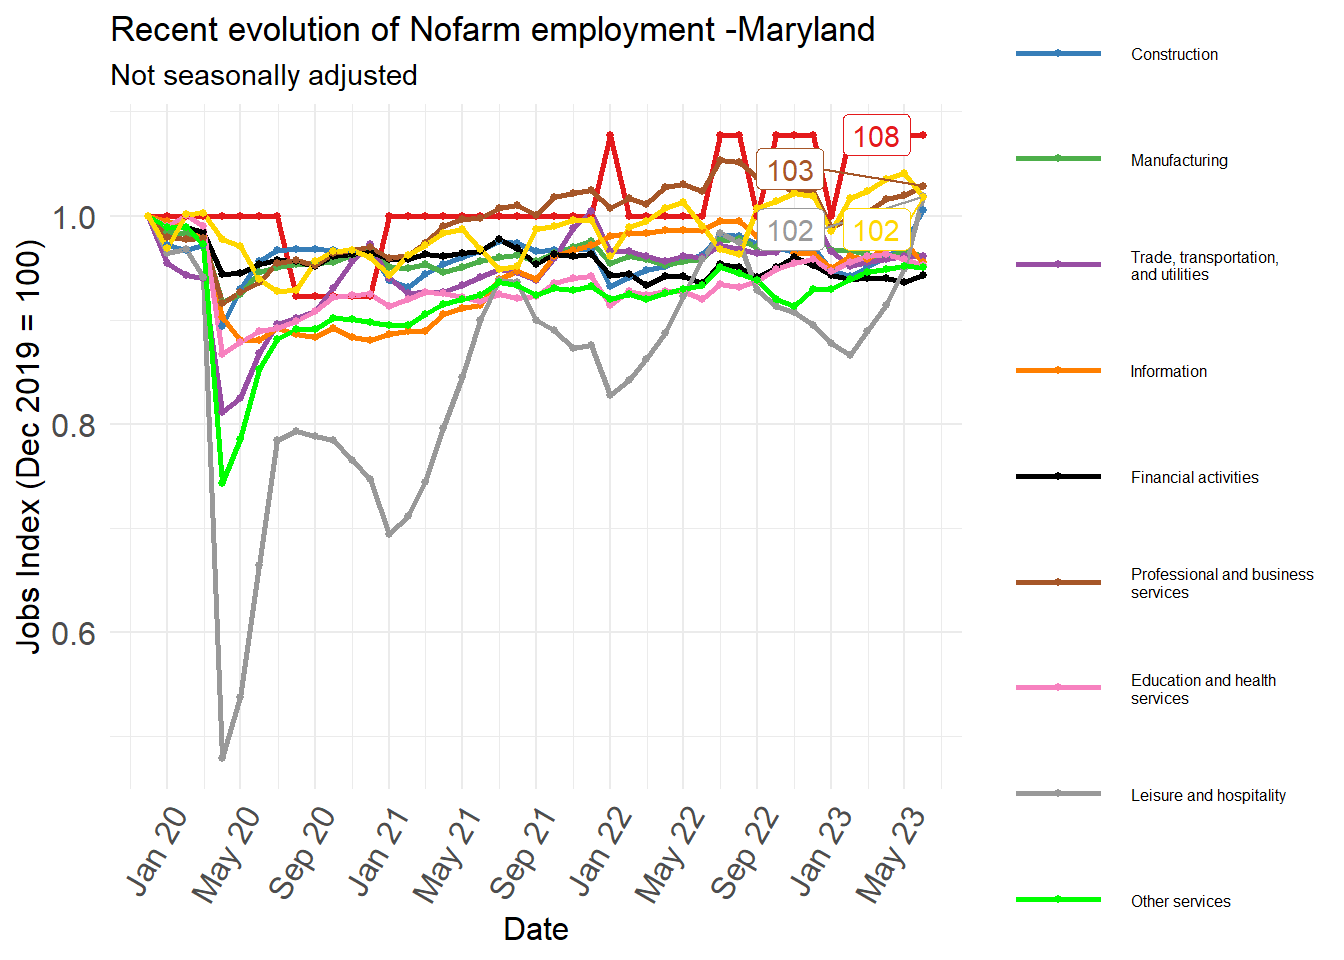 Recent evolution of Nofarm employment -Maryland
Not seasonally adjusted
Jobs Index (Dec 2019 = 100)
1.0
0.8
0.6
108
103
102
102
Jan 20
May 20
Sep 20
Jan 21
May 21
Sep 21
Jan 22
May 22
Sep 22
Jan 23
May 23
Date
Construction
Manufacturing
Trade, transportation,
and utilities
Information
Financial activities
Professional and business
services
Education and health
services
Leisure and hospitality
Other services